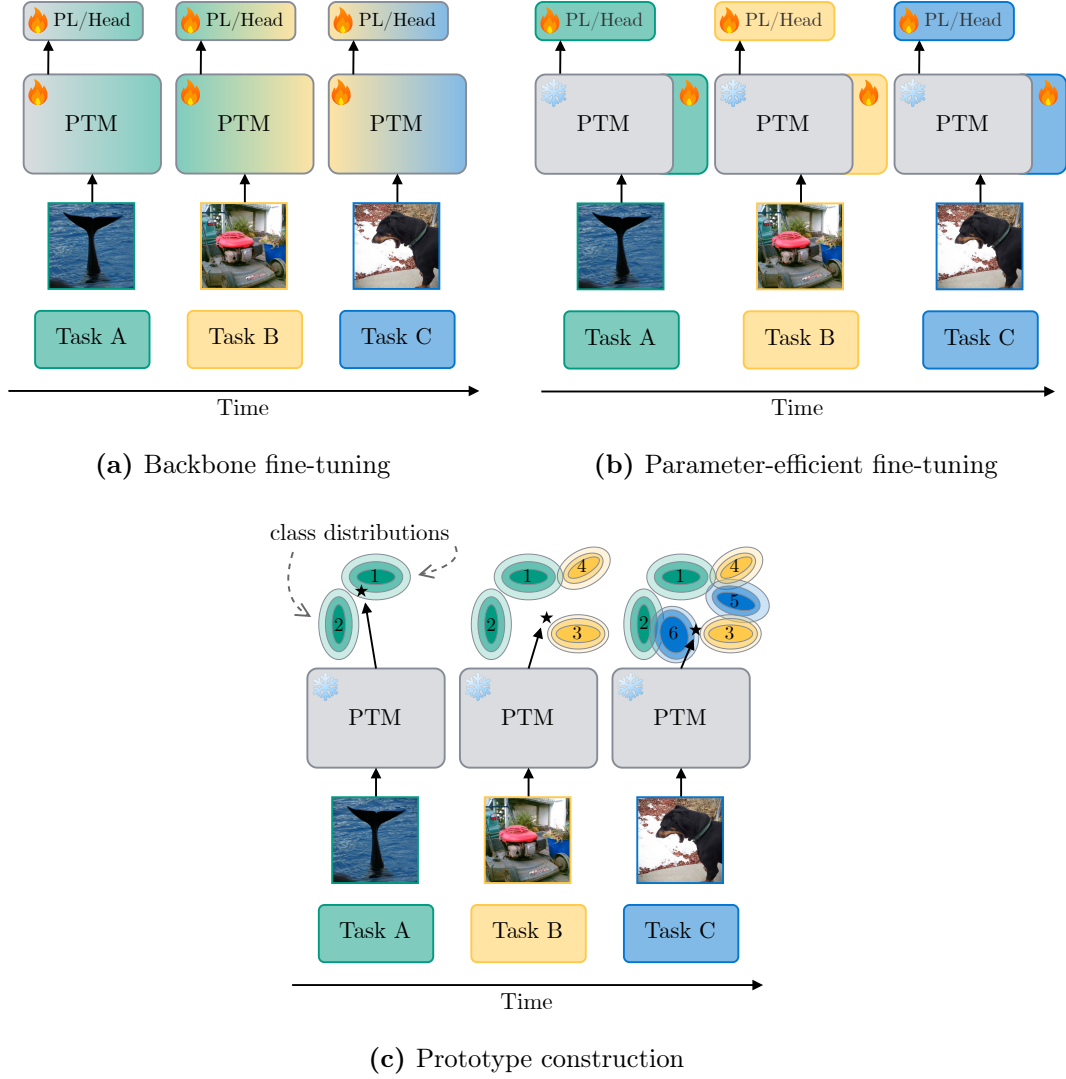 PL/Head PL/Head PL/Head
PTM PTM PTM
Task A Task B Task C
Time
(a) Backbone fine-tuning
PL/Head PL/Head PL/Head
PTM PTM PTM
Task A Task B Task C
Time
(b) Parameter-efficient fine-tuning
class distributions
1 2
1 4 2 3
1 4 5 2 6 3
PTM PTM PTM
Task A Task B Task C
Time
(c) Prototype construction